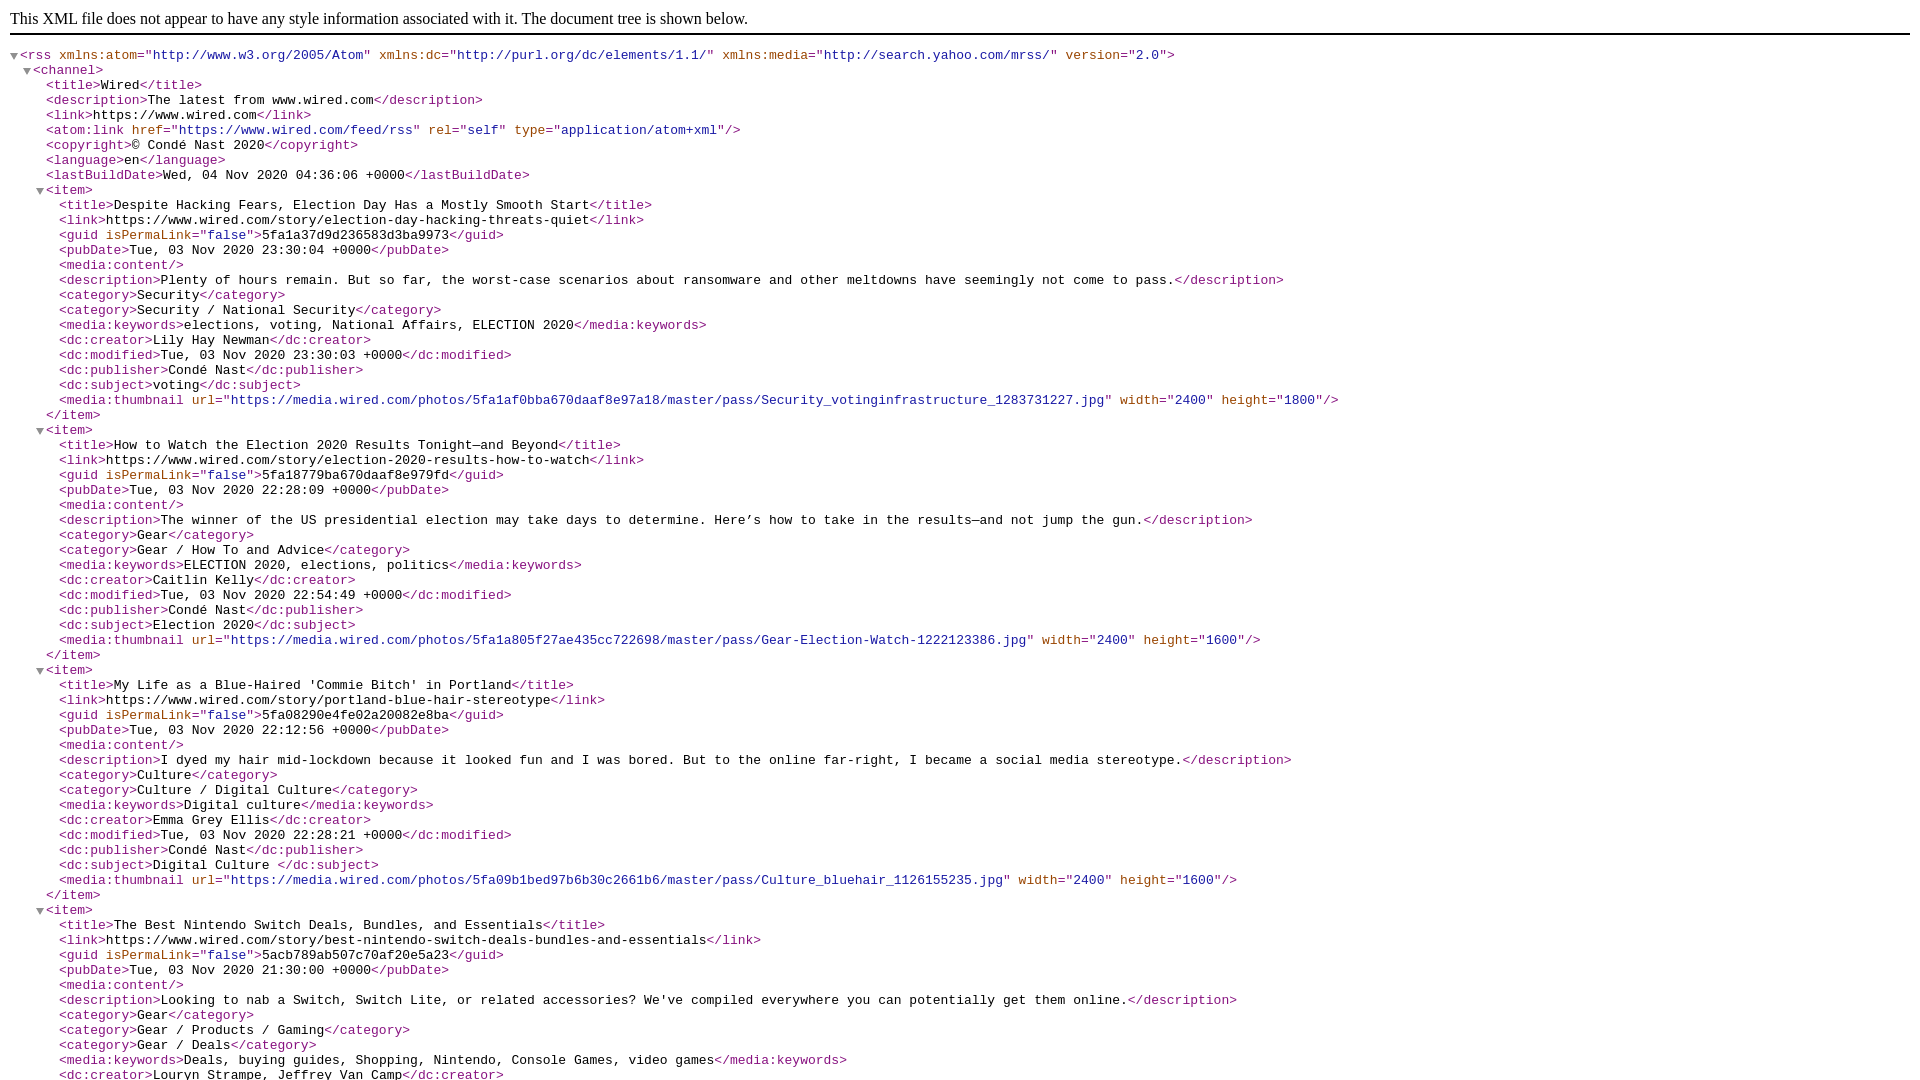 This XML file does not appear to have any style information associated with it. The document tree is shown below.
<rss xmlns:atom="http://www.w3.org/2005/Atom" xmlns:dc="http://purl.org/dc/elements/1.1/" xmlns:media="http://search.yahoo.com/mrss/" version="2.0">
<channel>
<title>Wired</title>
<description>The latest from www.wired.com</description>
<link>https://www.wired.com</link>
<atom:link href="https://www.wired.com/feed/rss" rel="self" type="application/atom+xml"/>
<copyright>© Condé Nast 2020</copyright>
<language>en</language>
<lastBuildDate>Wed, 04 Nov 2020 04:36:06 +0000</lastBuildDate>
<item>
<title>Despite Hacking Fears, Election Day Has a Mostly Smooth Start</title>
<link>https://www.wired.com/story/election-day-hacking-threats-quiet</link>
<guid isPermaLink="false">5fa1a37d9d236583d3ba9973</guid>
<pubDate>Tue, 03 Nov 2020 23:30:04 +0000</pubDate>
<media:content/>
<description>Plenty of hours remain. But so far, the worst-case scenarios about ransomware and other meltdowns have seemingly not come to pass.</description>
<category>Security</category>
<category>Security / National Security</category>
<media:keywords>elections, voting, National Affairs, ELECTION 2020</media:keywords>
<dc:creator>Lily Hay Newman</dc:creator>
<dc:modified>Tue, 03 Nov 2020 23:30:03 +0000</dc:modified>
<dc:publisher>Condé Nast</dc:publisher>
<dc:subject>voting</dc:subject>
<media:thumbnail url="https://media.wired.com/photos/5fa1af0bba670daaf8e97a18/master/pass/Security_votinginfrastructure_1283731227.jpg" width="2400" height="1800"/>
</item>
<item>
<title>How to Watch the Election 2020 Results Tonight—and Beyond</title>
<link>https://www.wired.com/story/election-2020-results-how-to-watch</link>
<guid isPermaLink="false">5fa18779ba670daaf8e979fd</guid>
<pubDate>Tue, 03 Nov 2020 22:28:09 +0000</pubDate>
<media:content/>
<description>The winner of the US presidential election may take days to determine. Here’s how to take in the results—and not jump the gun.</description>
<category>Gear</category>
<category>Gear / How To and Advice</category>
<media:keywords>ELECTION 2020, elections, politics</media:keywords>
<dc:creator>Caitlin Kelly</dc:creator>
<dc:modified>Tue, 03 Nov 2020 22:54:49 +0000</dc:modified>
<dc:publisher>Condé Nast</dc:publisher>
<dc:subject>Election 2020</dc:subject>
<media:thumbnail url="https://media.wired.com/photos/5fa1a805f27ae435cc722698/master/pass/Gear-Election-Watch-1222123386.jpg" width="2400" height="1600"/>
</item>
<item>
<title>My Life as a Blue-Haired 'Commie Bitch' in Portland</title>
<link>https://www.wired.com/story/portland-blue-hair-stereotype</link>
<guid isPermaLink="false">5fa08290e4fe02a20082e8ba</guid>
<pubDate>Tue, 03 Nov 2020 22:12:56 +0000</pubDate>
<media:content/>
<description>I dyed my hair mid-lockdown because it looked fun and I was bored. But to the online far-right, I became a social media stereotype.</description>
<category>Culture</category>
<category>Culture / Digital Culture</category>
<media:keywords>Digital culture</media:keywords>
<dc:creator>Emma Grey Ellis</dc:creator>
<dc:modified>Tue, 03 Nov 2020 22:28:21 +0000</dc:modified>
<dc:publisher>Condé Nast</dc:publisher>
<dc:subject>Digital Culture </dc:subject>
<media:thumbnail url="https://media.wired.com/photos/5fa09b1bed97b6b30c2661b6/master/pass/Culture_bluehair_1126155235.jpg" width="2400" height="1600"/>
</item>
<item>
<title>The Best Nintendo Switch Deals, Bundles, and Essentials</title>
<link>https://www.wired.com/story/best-nintendo-switch-deals-bundles-and-essentials</link>
<guid isPermaLink="false">5acb789ab507c70af20e5a23</guid>
<pubDate>Tue, 03 Nov 2020 21:30:00 +0000</pubDate>
<media:content/>
<description>Looking to nab a Switch, Switch Lite, or related accessories? We've compiled everywhere you can potentially get them online.</description>
<category>Gear</category>
<category>Gear / Products / Gaming</category>
<category>Gear / Deals</category>
<media:keywords>Deals, buying guides, Shopping, Nintendo, Console Games, video games</media:keywords>
<dc:creator>Louryn Strampe, Jeffrey Van Camp</dc:creator>